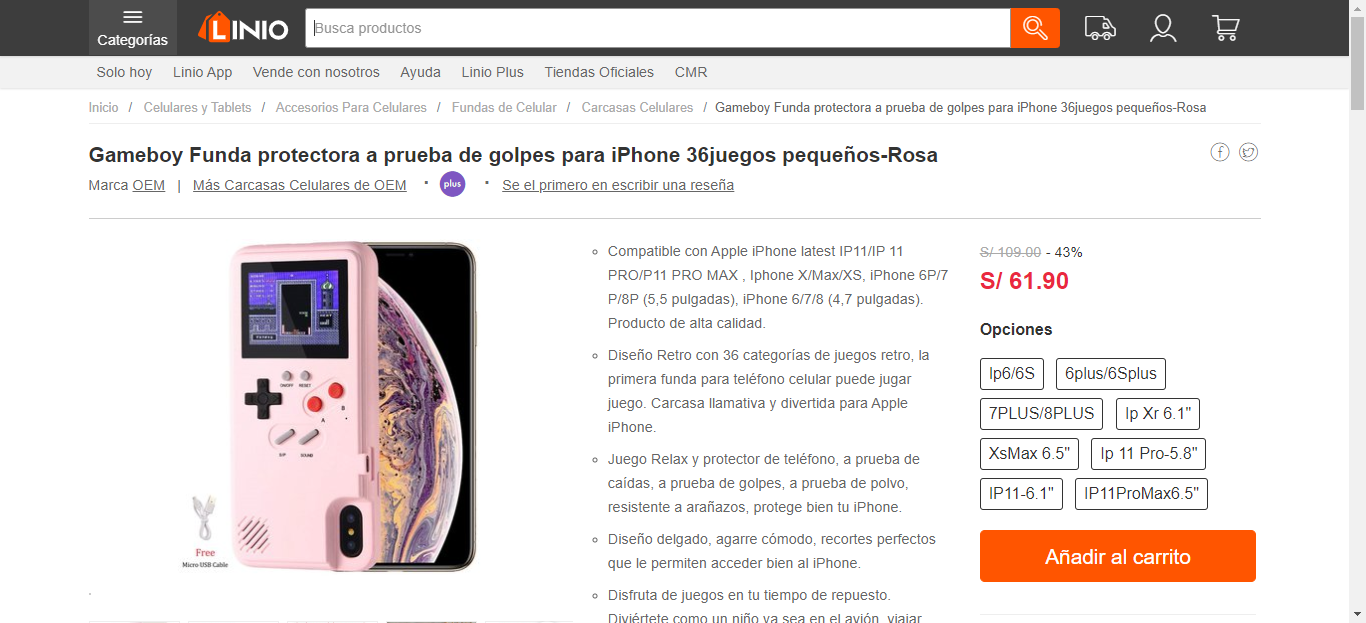 Categorías
LINIO
Busca productos
Solo hoy Linio App Vende con nosotros Ayuda Linio Plus Tiendas Oficiales CMR
Inicio / Celulares y Tablets / Accesorios Para Celulares / Fundas de Celular / Carcasas Celulares / Gameboy Funda protectora a prueba de golpes para iPhone 36juegos pequeños-Rosa
Gameboy Funda protectora a prueba de golpes para iPhone 36juegos pequeños-Rosa
Marca OEM | Más Carcasas Celulares de OEM · plus · Se el primero en escribir una reseña
ON/OFF RESET
B
A
SOUND
Free
Micro USB Cable
Compatible con Apple iPhone latest IP11/IP 11
PRO/P11 PRO MAX , Iphone X/Max/XS, iPhone 6P/7
P/8P (5,5 pulgadas), iPhone 6/7/8 (4,7 pulgadas).
Producto de alta calidad.
Diseño Retro con 36 categorías de juegos retro, la
primera funda para teléfono celular puede jugar
juego. Carcasa llamativa y divertida para Apple
iPhone.
Juego Relax y protector de teléfono, a prueba de
caídas, a prueba de golpes, a prueba de polvo,
resistente a arañazos, protege bien tu iPhone.
Diseño delgado, agarre cómodo, recortes perfectos
que le permiten acceder bien al iPhone.
Disfruta de juegos en tu tiempo de repuesto.
Diviértete como un niño ya sea en el avión, viajar
S/ 109.00 - 43%
S/ 61.90
Opciones
Ip6/6S 6plus/6Splus
7PLUS/8PLUS Ip Xr 6.1"
XsMax 6.5" Ip 11 Pro-5.8"
IP11-6.1" IP11ProMax6.5"
Añadir al carrito